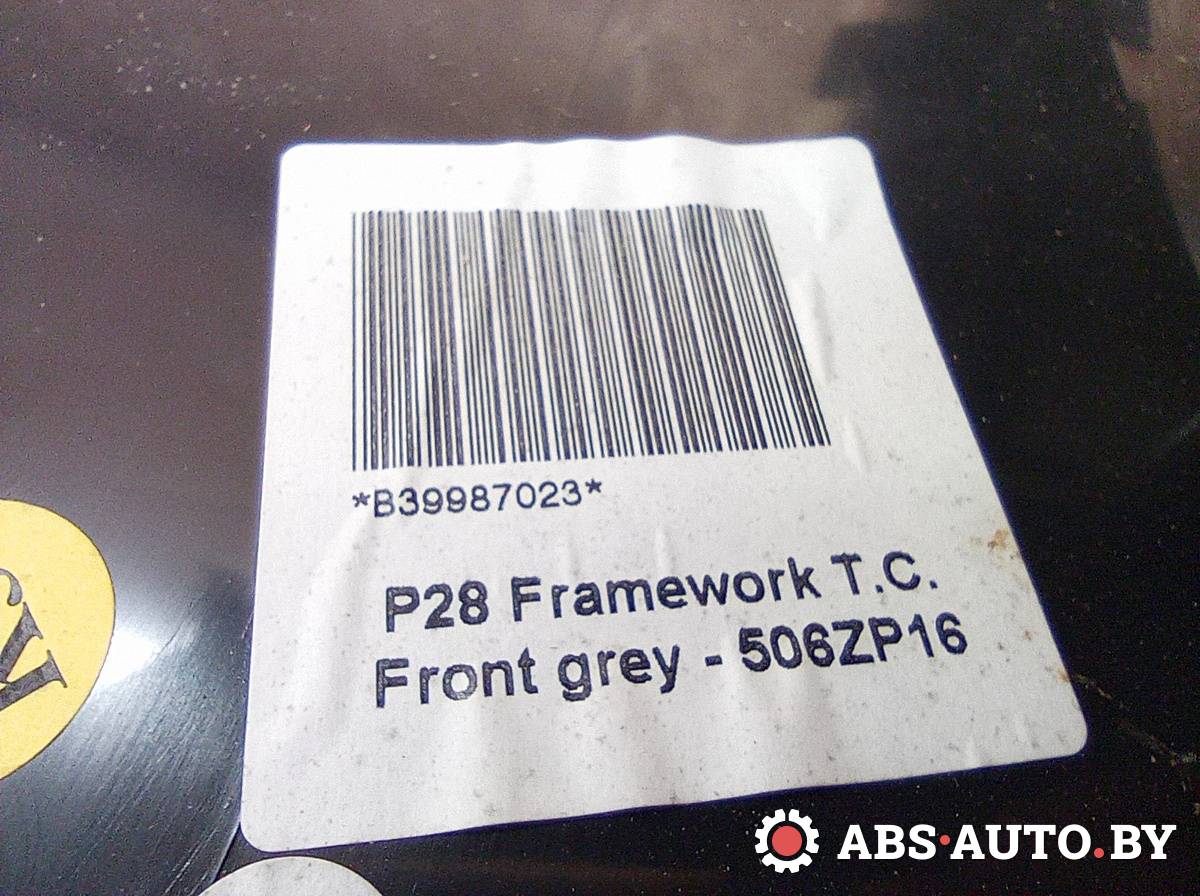 *B39987023*
P28 Framework T.C.
Front grey - 506ZP16
ABS·AUTO.BY